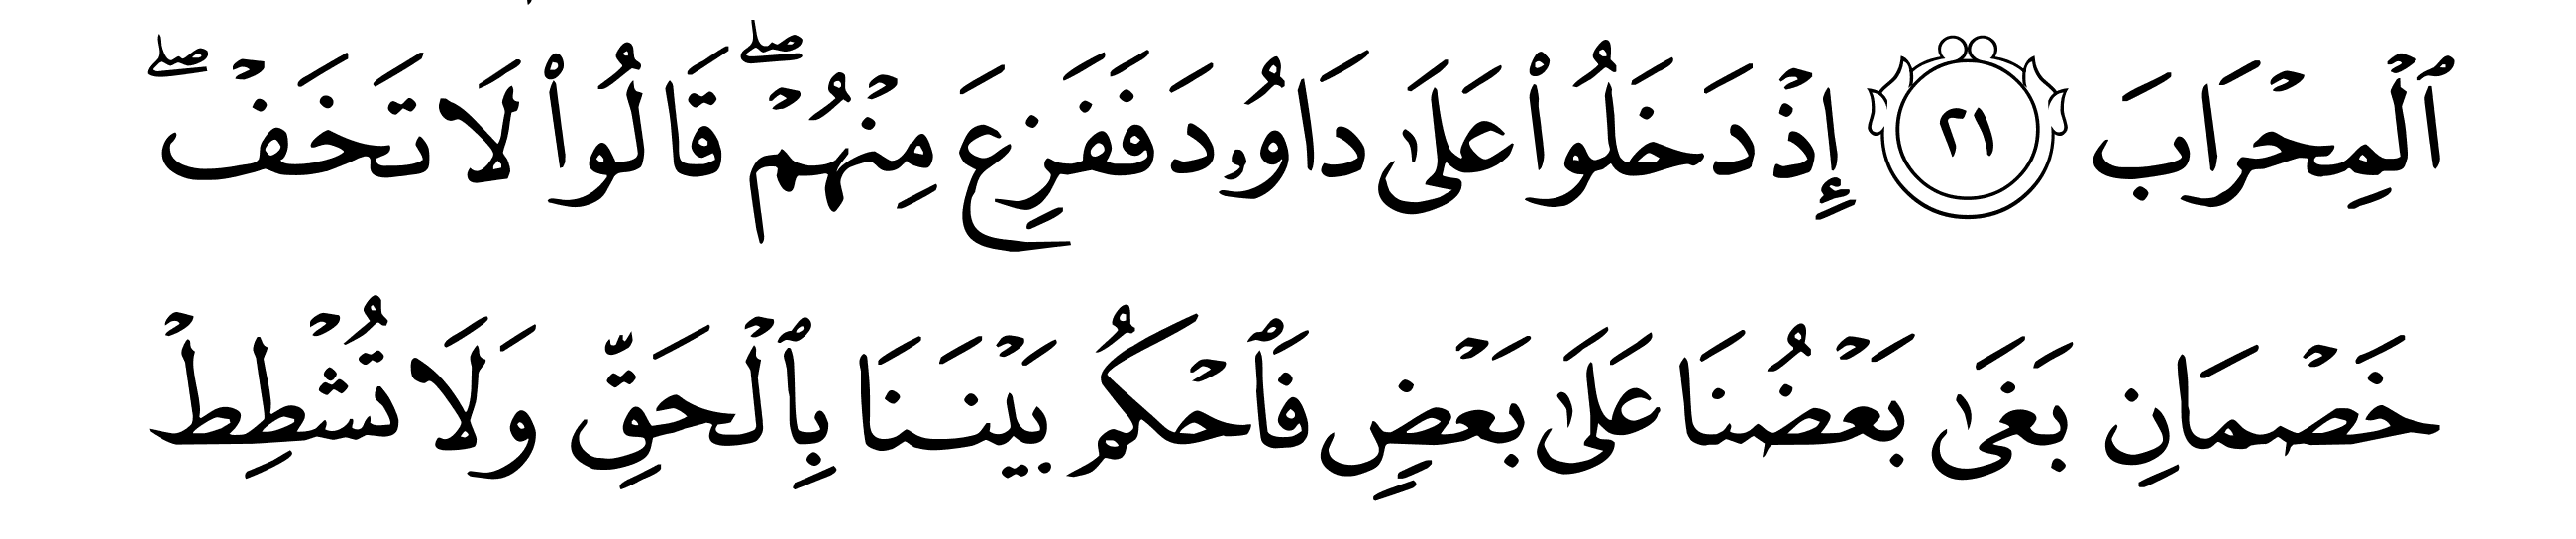 ٱلۡمِحۡرَابَ ٢١ إِذۡ دَخَلُواْ عَلَىٰ دَاوُۥدَ فَفَزِعَ مِنۡهُمۡۖ قَالُواْ لَا تَخَفۡۖ
خَصۡمَانِ بَغَىٰ بَعۡضُنَا عَلَىٰ بَعۡضٖ فَٱحۡكُم بَيۡنَنَا بِٱلۡحَقِّ وَلَا تُشۡطِطۡ